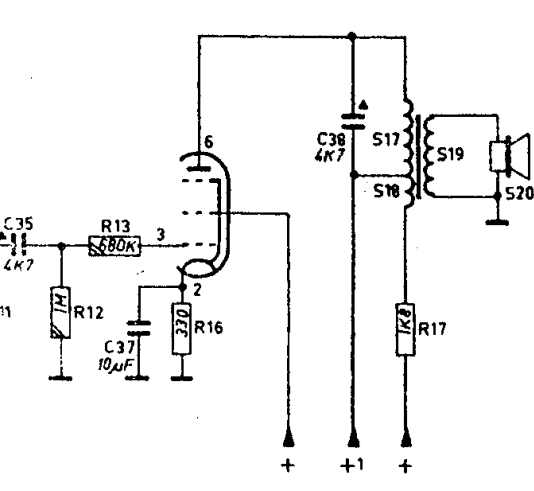 6
C38
4K7
S17
S19
S18
S20
C35
4K7
R13
680K
3
2
1M
R12
C37
10µF
330
R16
1K8
R17
+
+1
+